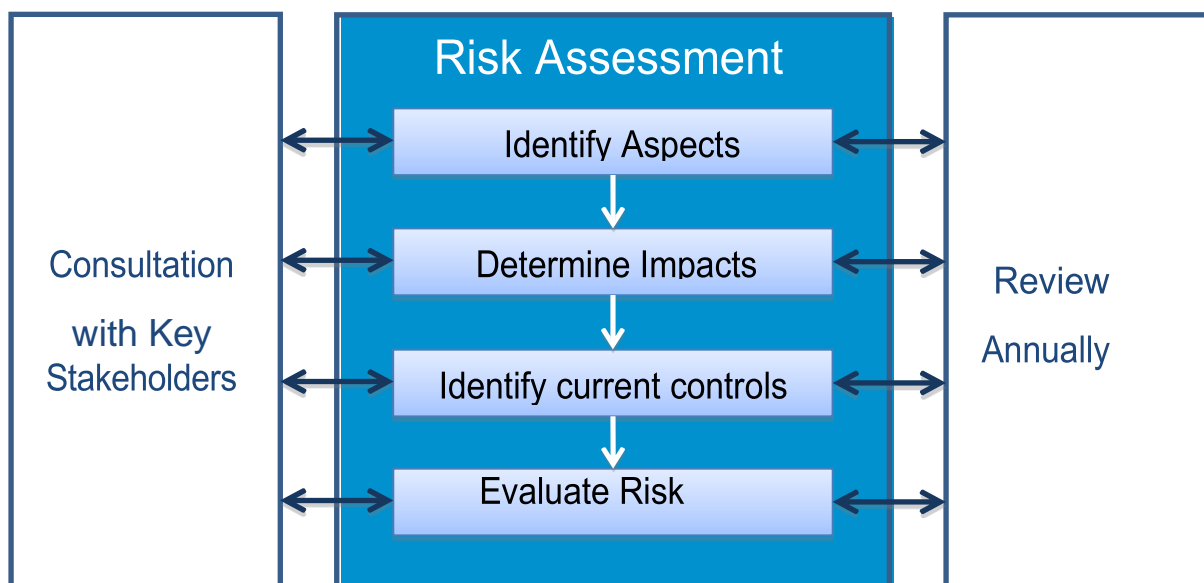 Risk Assessment
Identify Aspects
Determine Impacts
Identify current controls
Evaluate Risk
Consultation
with Key
Stakeholders
Review
Annually